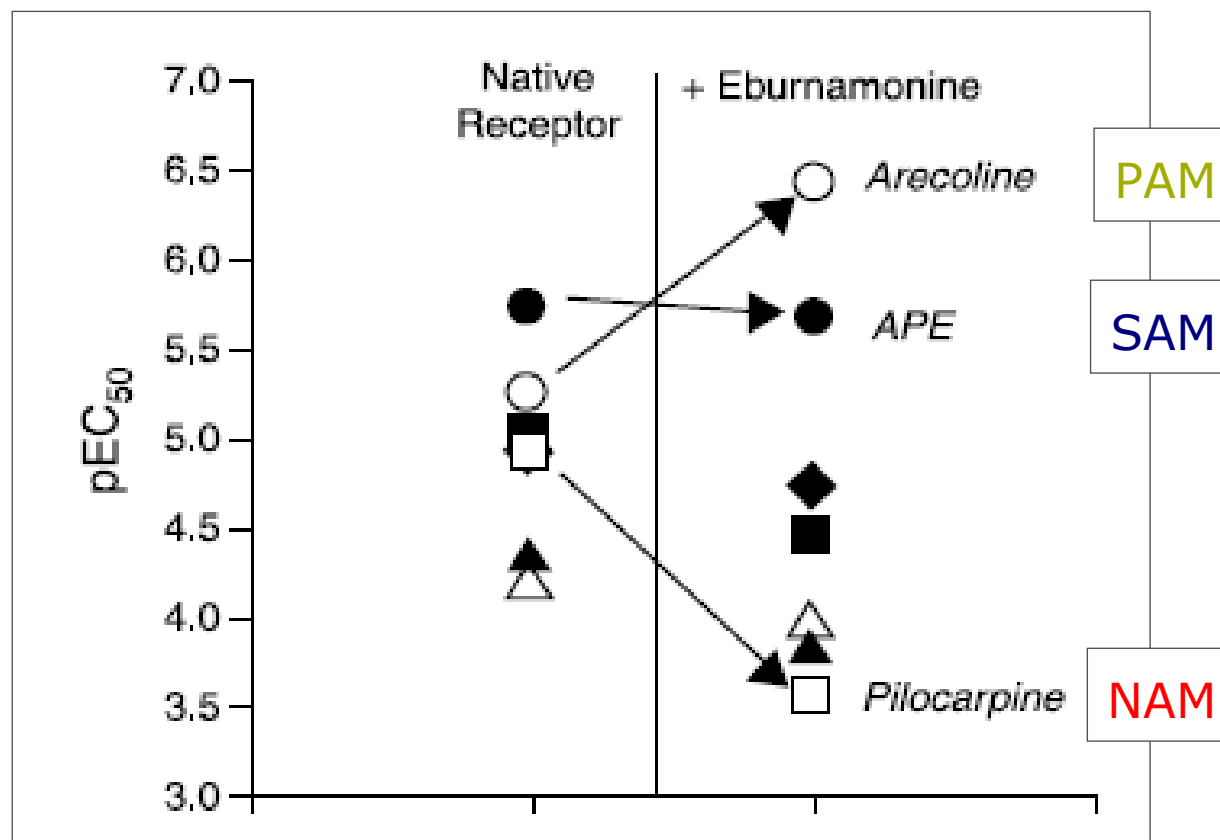 7.0
Native
Receptor
+ Eburnamonine
6.5
Arecoline
PAM
6.0
5.5
APE
SAM
pEC50
5.0
4.5
4.0
3.5
Pilocarpine
NAM
3.0